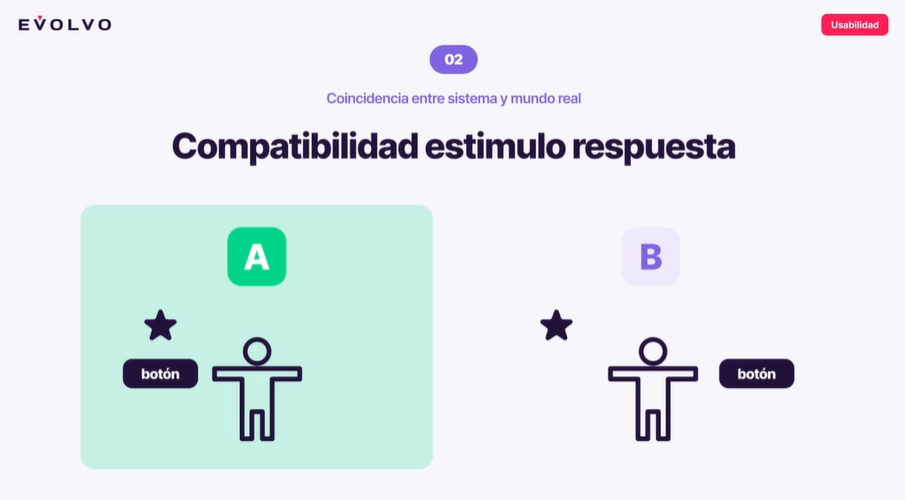 EVOLVO
Usabilidad
02
Coincidencia entre sistema y mundo real
Compatibilidad estimulo respuesta
A
B
botón
botón